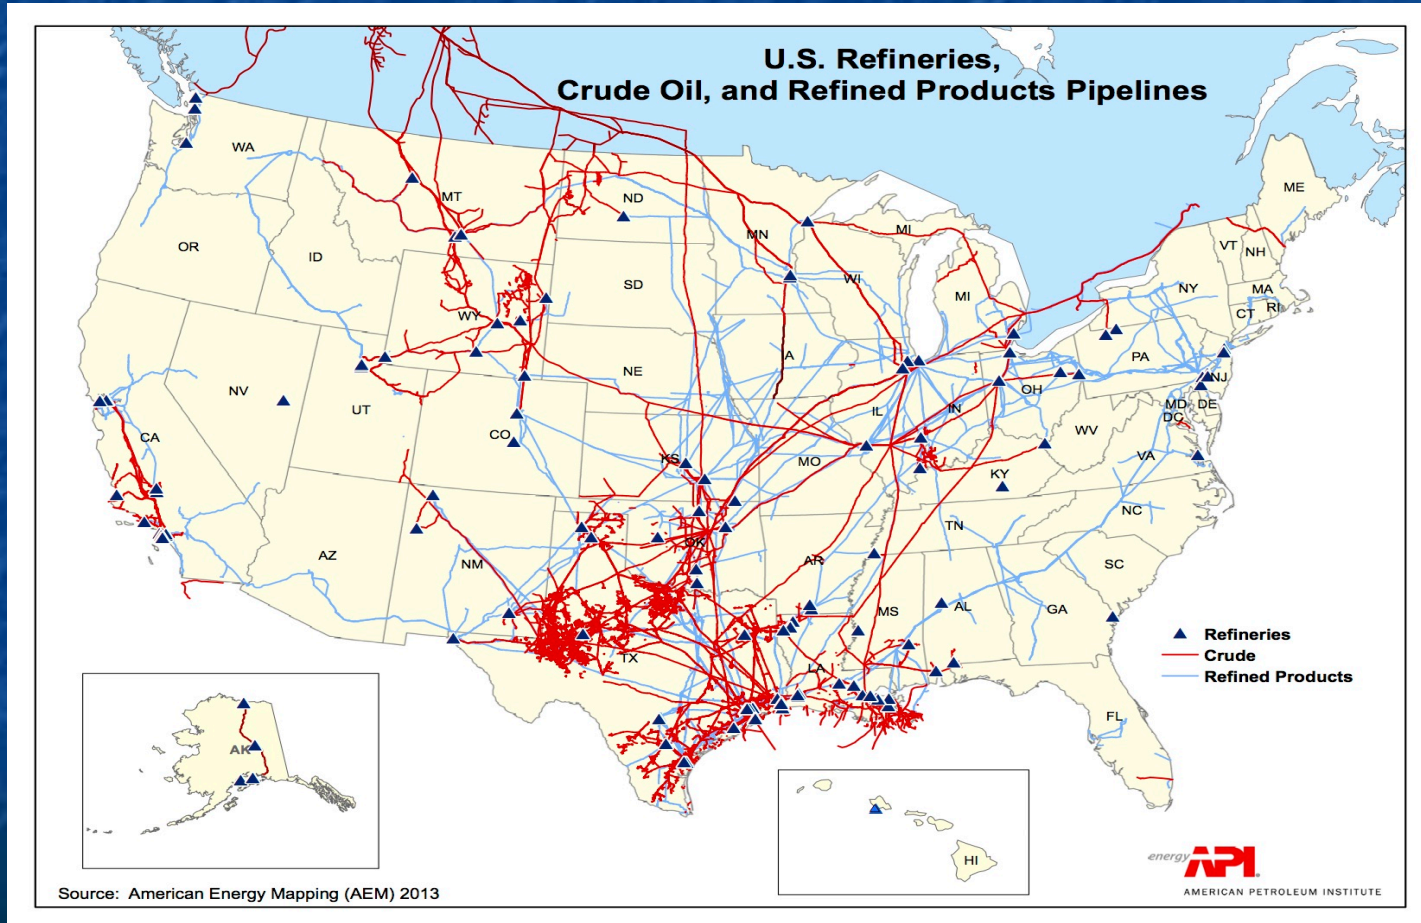 U.S. Refineries,
Crude Oil, and Refined Products Pipelines
WA
MT
ND
MN
MI
ME
OR
ID
SD
WI
MI
VT
NH
NY
MA
CT
RI
WY
NE
IA
PA
NJ
NV
UT
CO
IL
IN
OH
MD
DE
DC
CA
KS
MO
KY
WV
VA
AZ
NM
OK
AR
TN
NC
SC
TX
LA
MS
AL
GA
FL
Refineries
Crude
Refined Products
AK
HI
energy API
AMERICAN PETROLEUM INSTITUTE
Source: American Energy Mapping (AEM) 2013